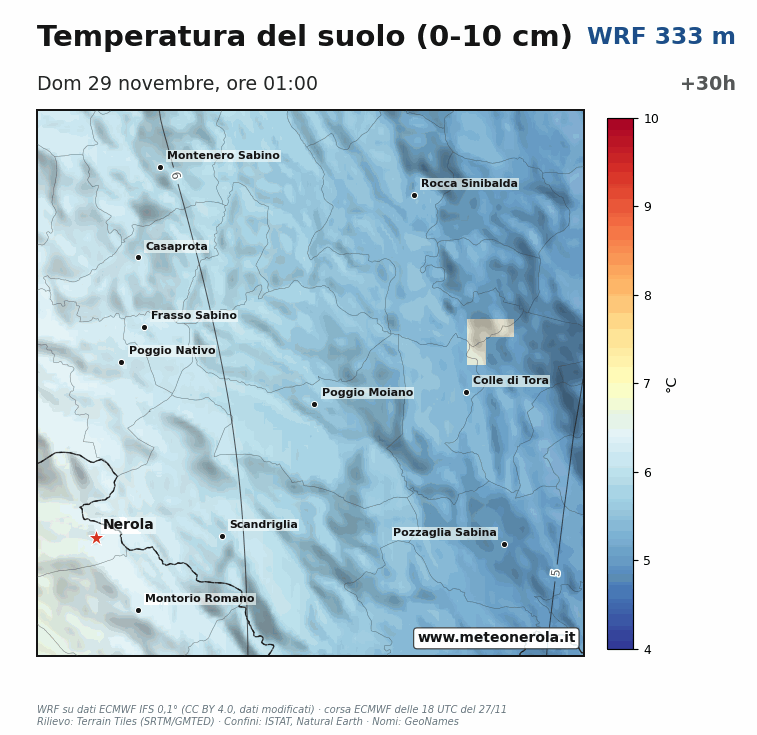 Temperatura del suolo (0-10 cm) WRF 333 m
Dom 29 novembre, ore 01:00 +30h
Montenero Sabino
6
Rocca Sinibalda
Casaprota
Frasso Sabino
Poggio Nativo
Colle di Tora
Poggio Moiano
Nerola
Scandriglia
Pozzaglia Sabina
5
Montorio Romano
www.meteonerola.it
10
9
8
7
6
5
4
°C
WRF su dati ECMWF IFS 0,1° (CC BY 4.0, dati modificati) · corsa ECMWF delle 18 UTC del 27/11
Rilievo: Terrain Tiles (SRTM/GMTED) · Confini: ISTAT, Natural Earth · Nomi: GeoNames